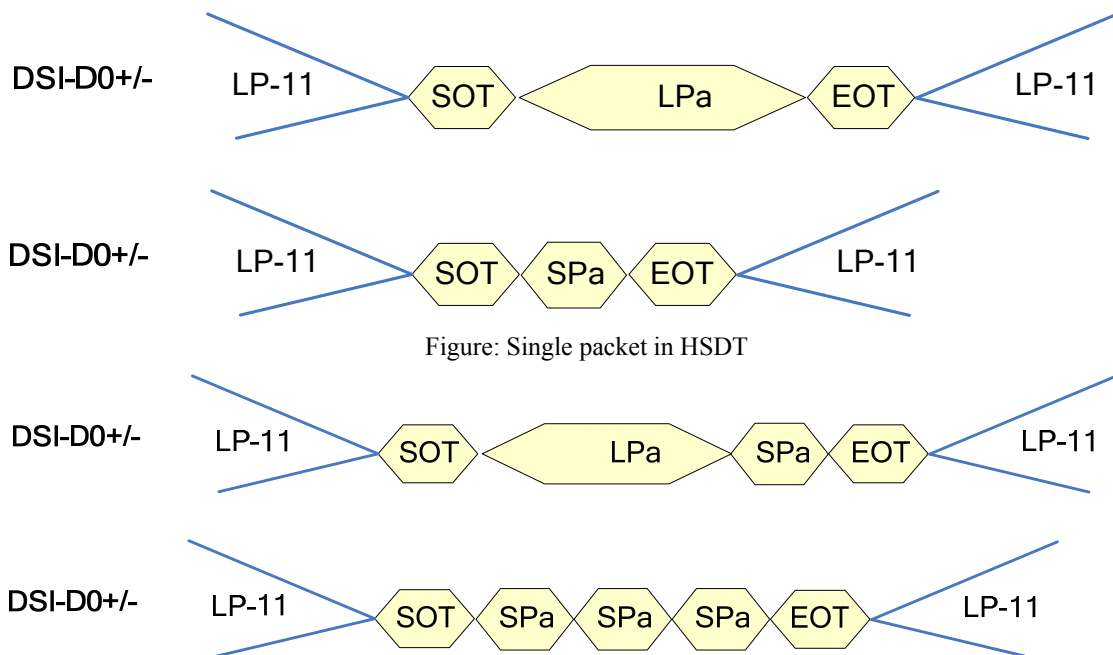 DSI-D0+/- LP-11 SOT LPa EOT LP-11
DSI-D0+/- LP-11 SOT SPa EOT LP-11
Figure: Single packet in HSDT
DSI-D0+/- LP-11 SOT LPa SPa EOT LP-11
DSI-D0+/- LP-11 SOT SPa SPa SPa EOT LP-11